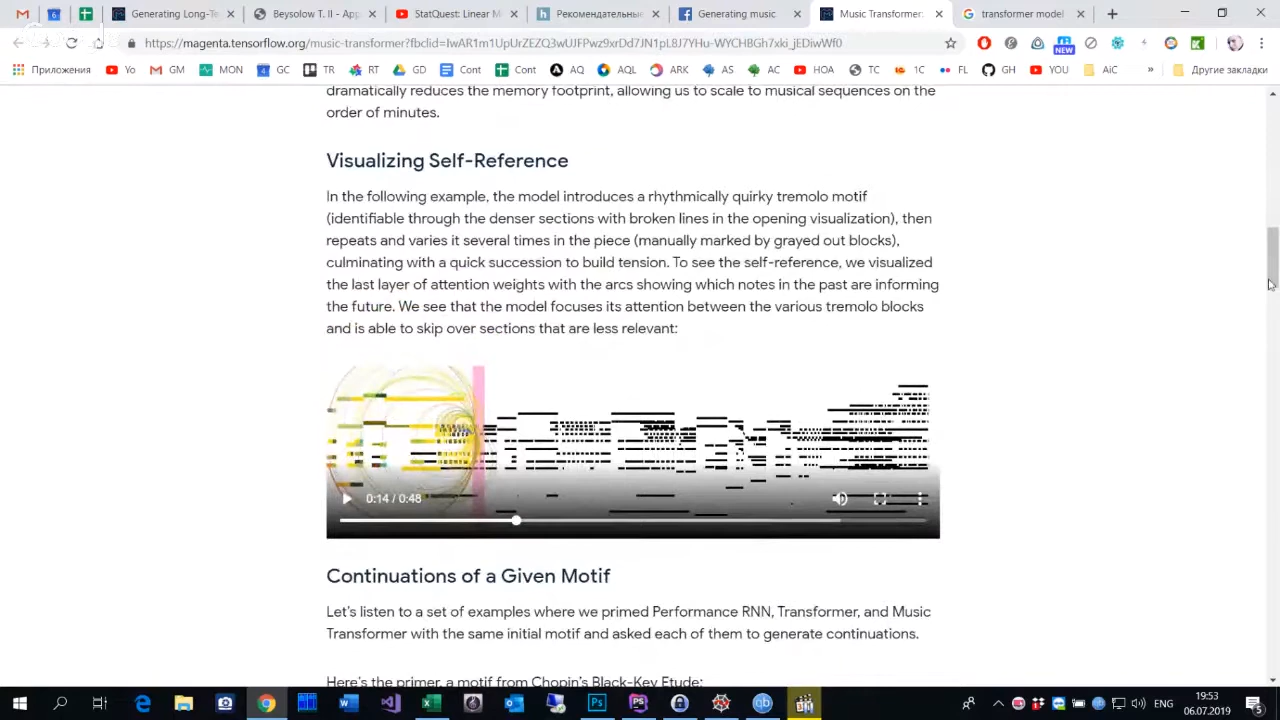 Generating Long-Te
Beysolow T. II - App
StatQuest: Linear M
Рекомендательные
Generating music
Music Transformer:
transformer model
https://magenta.tensorflow.org/music-transformer?fbclid=IwAR1m1UpUrZEZQ3wUJFPwz9xrDd7JN1pL8J7YHu-WYCHBGh7xki_jEDiwWf0
NEW
Приложения
Yo
GM
MON
GC
TR
RT
GD
Cont
Cont
AQ
AQL
ARK
AS
AC
HOA
TC
1C
FL
GH
YOU
AiC
»
Другие закладки
dramatically reduces the memory footprint, allowing us to scale to musical sequences on the
order of minutes.
Visualizing Self-Reference
In the following example, the model introduces a rhythmically quirky tremolo motif
(identifiable through the denser sections with broken lines in the opening visualization), then
repeats and varies it several times in the piece (manually marked by grayed out blocks),
culminating with a quick succession to build tension. To see the self-reference, we visualized
the last layer of attention weights with the arcs showing which notes in the past are informing
the future. We see that the model focuses its attention between the various tremolo blocks
and is able to skip over sections that are less relevant:
0:14 / 0:48
Continuations of a Given Motif
Let's listen to a set of examples where we primed Performance RNN, Transformer, and Music
Transformer with the same initial motif and asked each of them to generate continuations.
Here's the primer, a motif from Chopin's Black-Key Etude:
19:53
06.07.2019